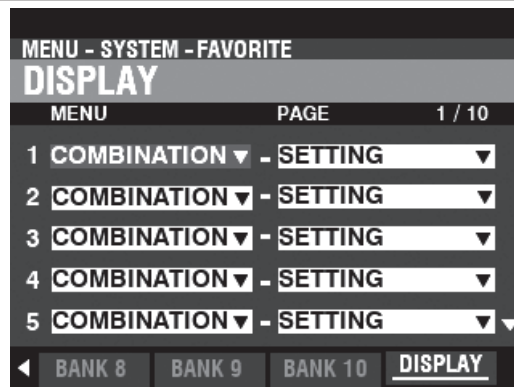 MENU - SYSTEM - FAVORITE
DISPLAY
MENU PAGE 1 / 10
1 COMBINATION ▼ - SETTING ▼
2 COMBINATION ▼ - SETTING ▼
3 COMBINATION ▼ - SETTING ▼
4 COMBINATION ▼ - SETTING ▼
5 COMBINATION ▼ - SETTING ▼
BANK 8 BANK 9 BANK 10 DISPLAY